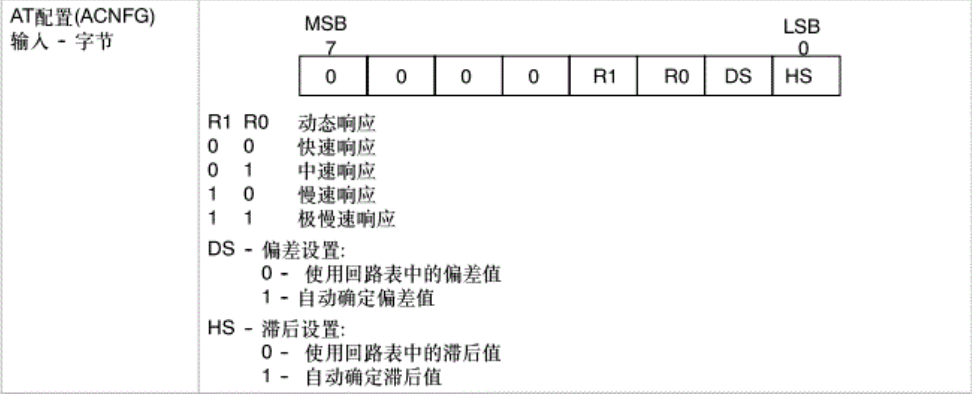 AT配置(ACNFG)
输入 - 字节
MSB LSB
7 0
0 0 0 0 R1 R0 DS HS
R1 R0 动态响应
0 0 快速响应
0 1 中速响应
1 0 慢速响应
1 1 极慢速响应
DS - 偏差设置:
0 - 使用回路表中的偏差值
1 - 自动确定偏差值
HS - 滞后设置:
0 - 使用回路表中的滞后值
1 - 自动确定滞后值